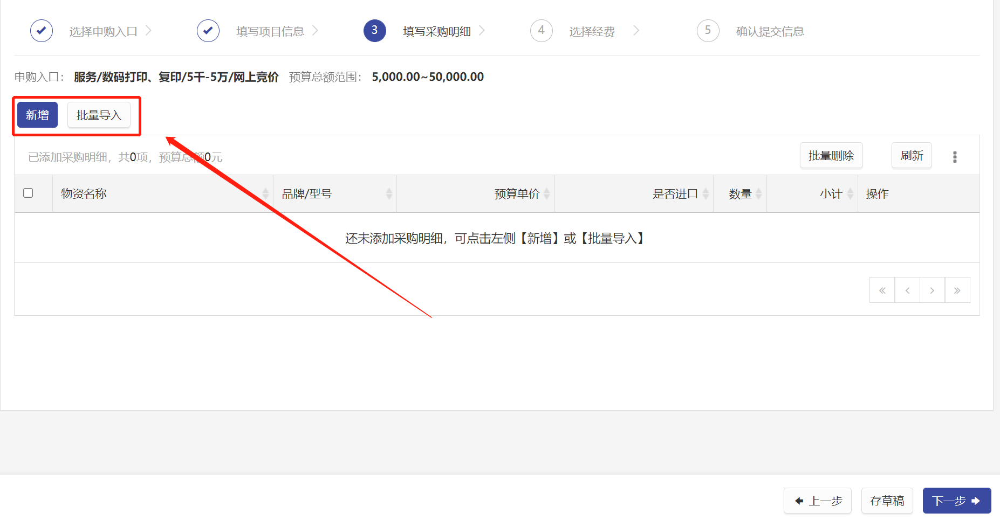 选择申购入口 填写项目信息 3 填写采购明细 4 选择经费 5 确认提交信息
申购入口： 服务/数码打印、复印/5千-5万/网上竞价 预算总额范围： 5,000.00~50,000.00
新增 批量导入
已添加采购明细，共0项，预算总额0元 批量删除 刷新
物资名称 品牌/型号 预算单价 是否进口 数量 小计 操作
还未添加采购明细，可点击左侧【新增】或【批量导入】
« ‹ › »
上一步 存草稿 下一步